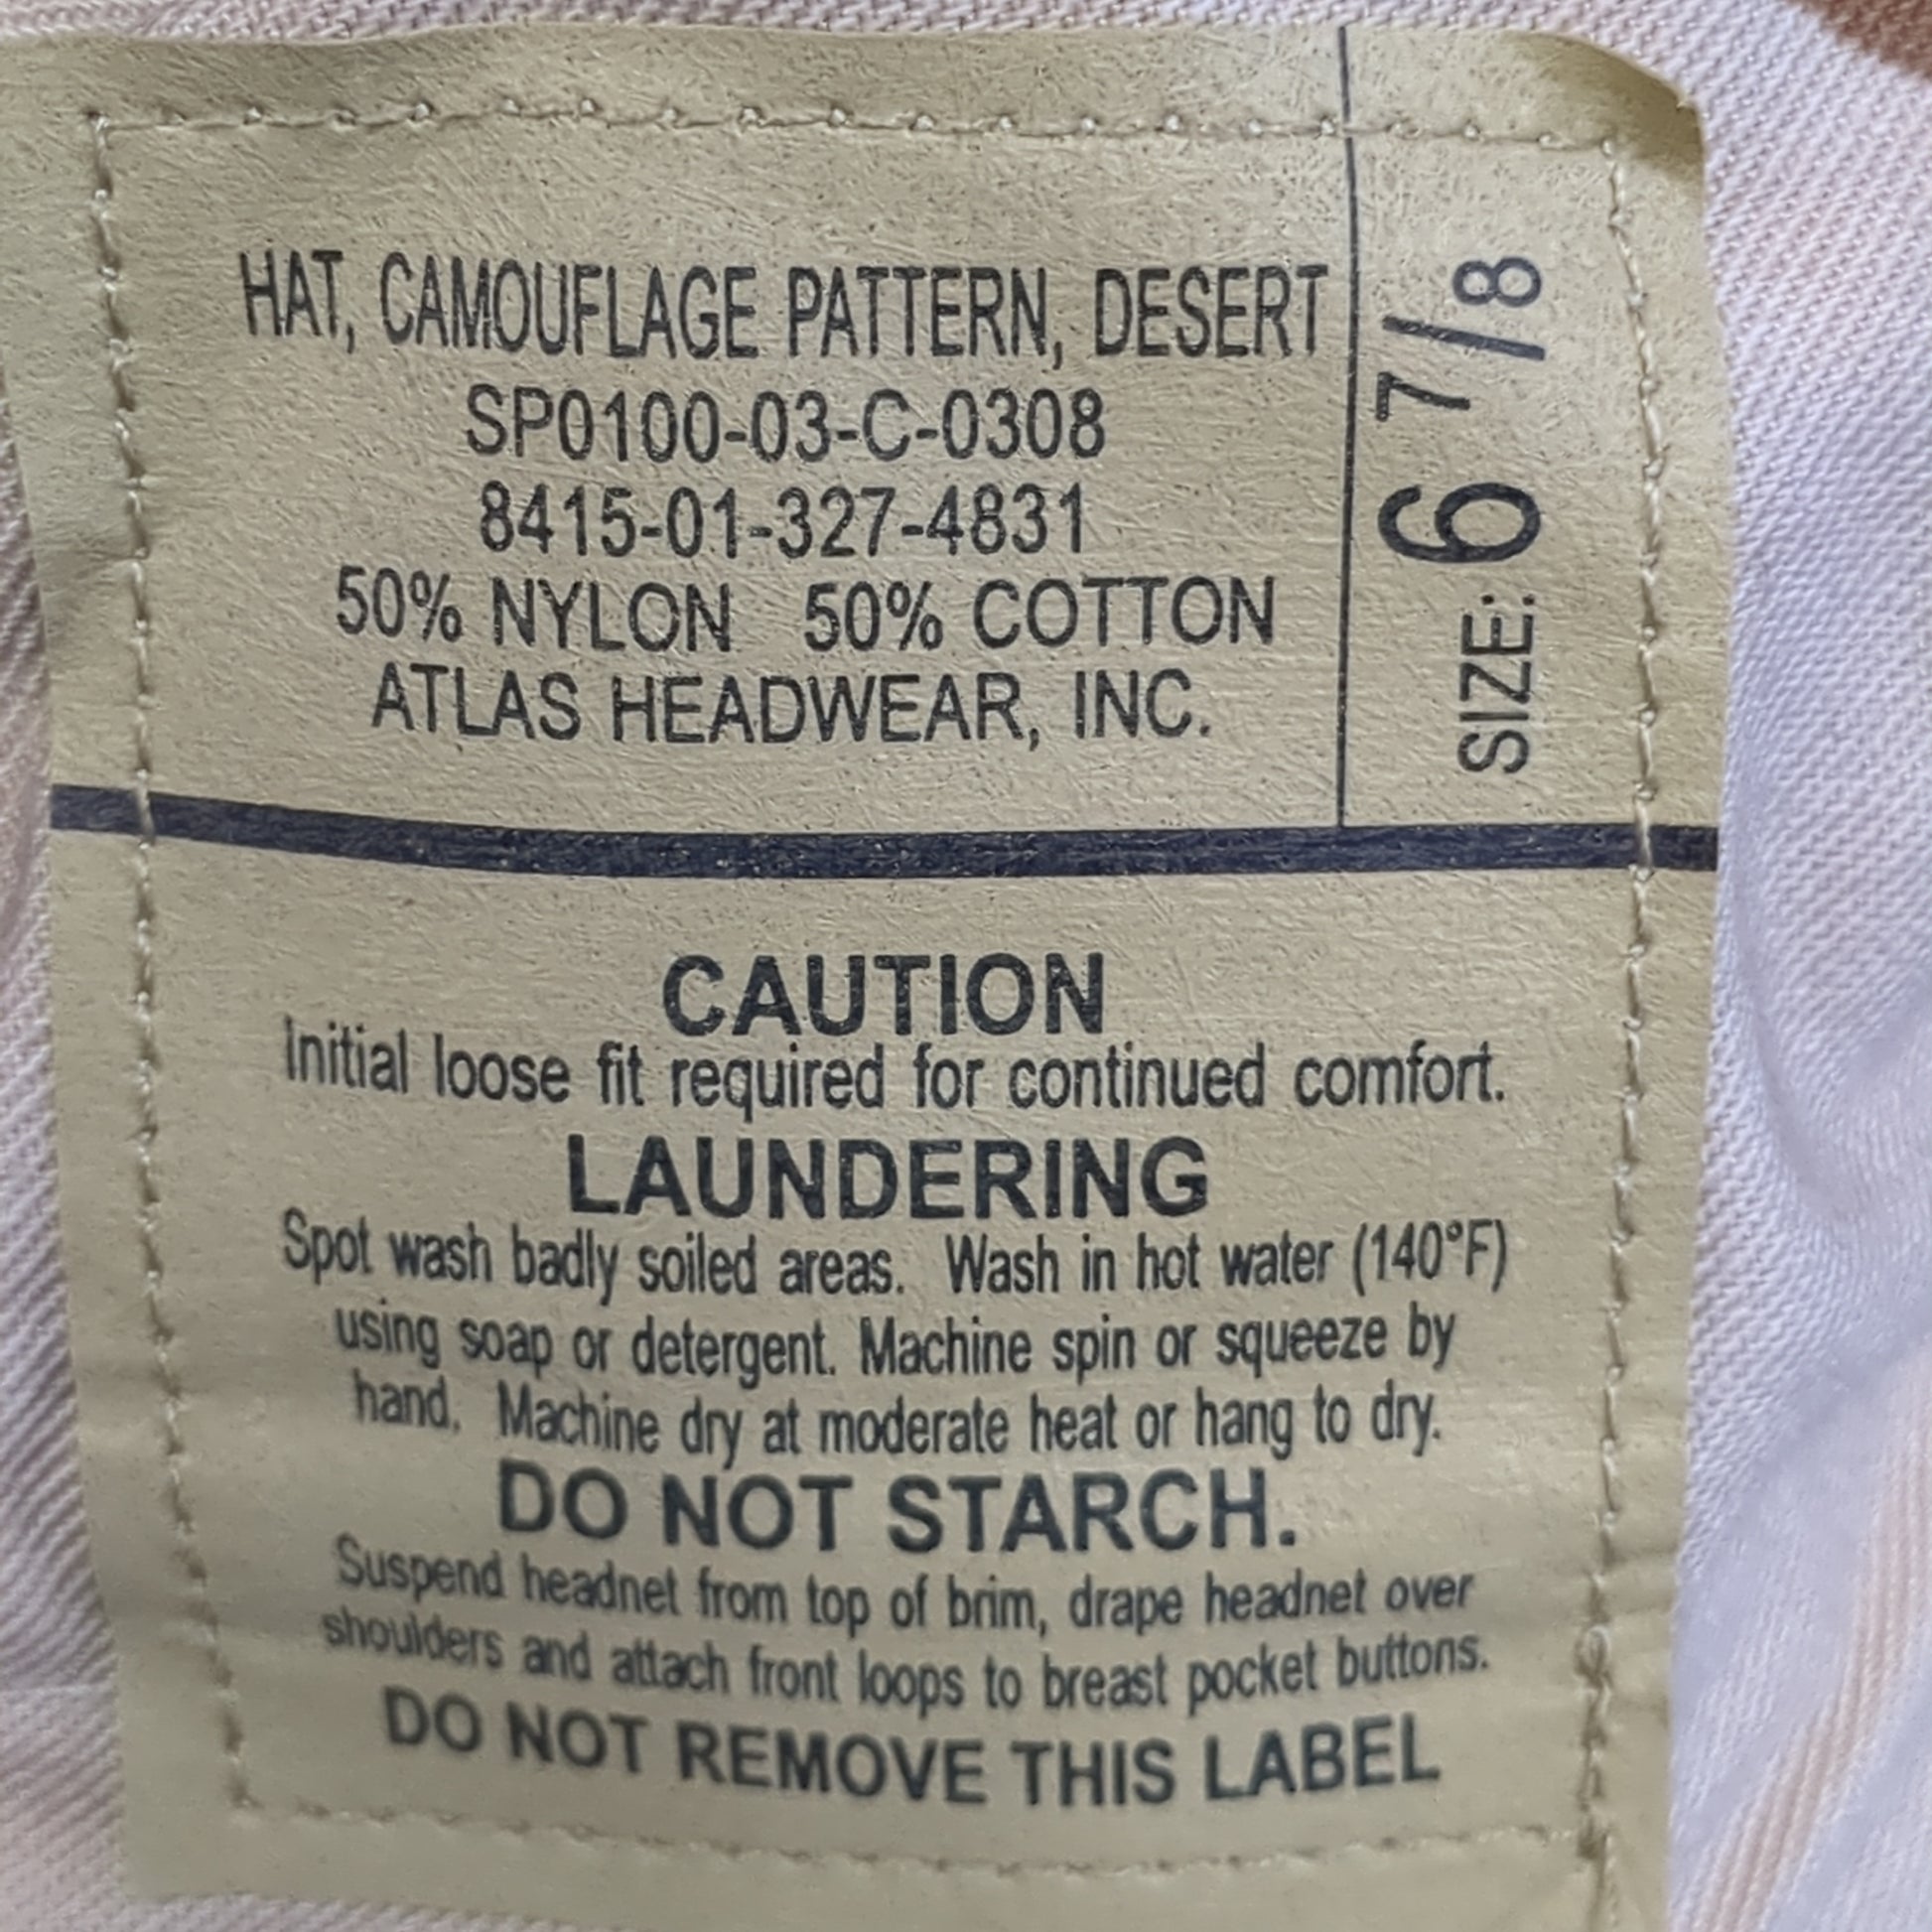 HAT, CAMOUFLAGE PATTERN, DESERT
SP0100-03-C-0308
8415-01-327-4831
50% NYLON 50% COTTON
ATLAS HEADWEAR, INC.
SIZE: 6 7/8
CAUTION
Initial loose fit required for continued comfort.
LAUNDERING
Spot wash badly soiled areas. Wash in hot water (140°F)
using soap or detergent. Machine spin or squeeze by
hand. Machine dry at moderate heat or hang to dry.
DO NOT STARCH.
Suspend headnet from top of brim, drape headnet over
shoulders and attach front loops to breast pocket buttons.
DO NOT REMOVE THIS LABEL